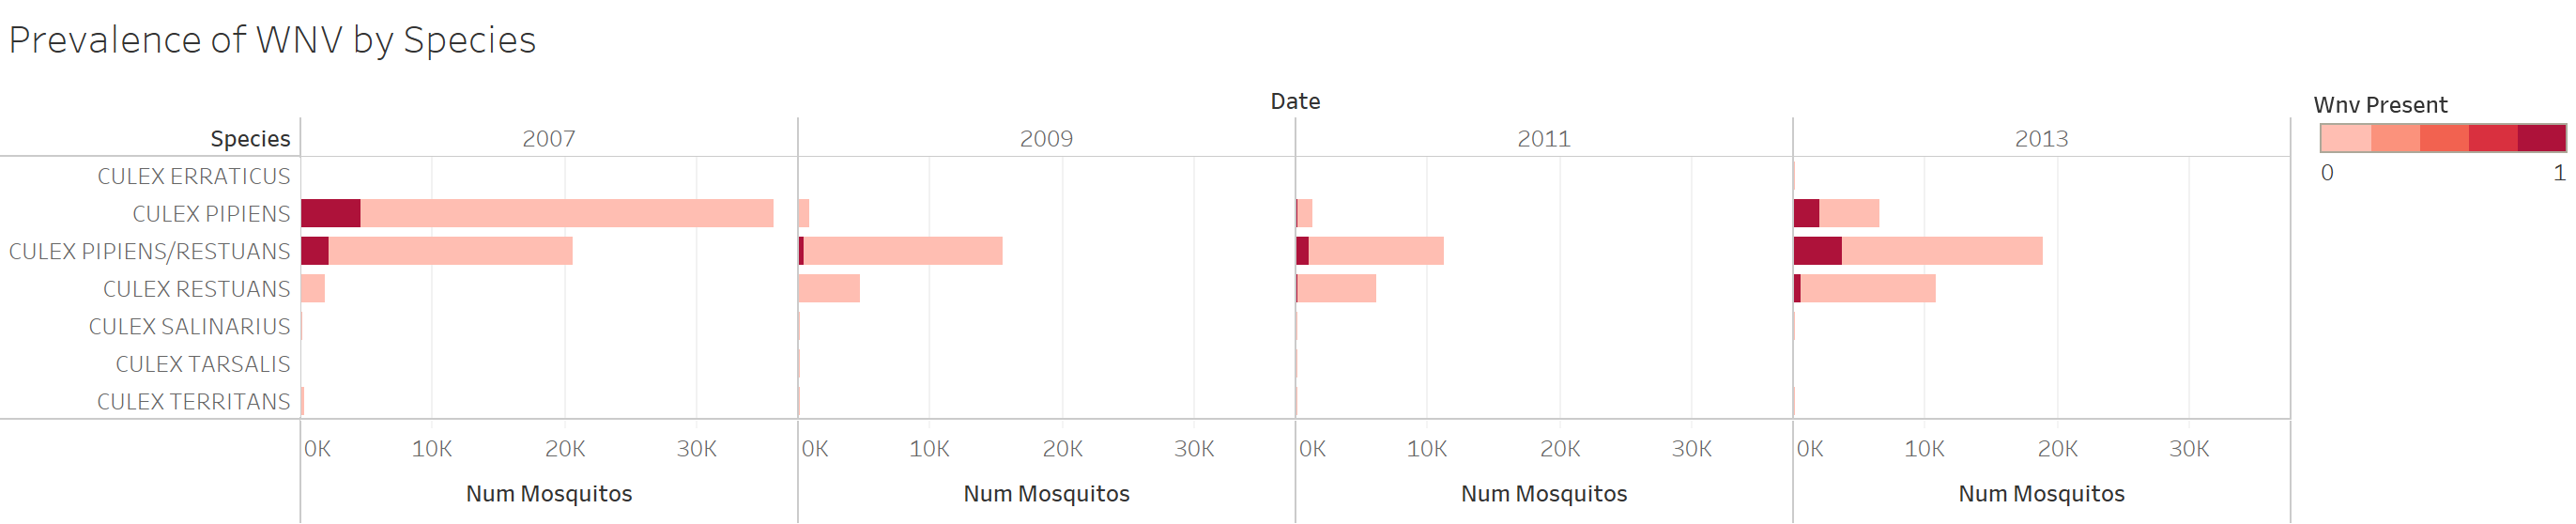 Prevalence of WNV by Species
Date
Wnv Present
Species 2007 2009 2011 2013
0 1
CULEX ERRATICUS
CULEX PIPIENS
CULEX PIPIENS/RESTUANS
CULEX RESTUANS
CULEX SALINARIUS
CULEX TARSALIS
CULEX TERRITANS
0K 10K 20K 30K 0K 10K 20K 30K 0K 10K 20K 30K 0K 10K 20K 30K
Num Mosquitos Num Mosquitos Num Mosquitos Num Mosquitos